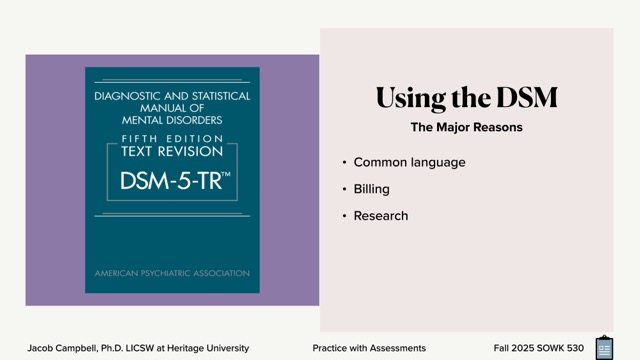 DIAGNOSTIC AND STATISTICAL
MANUAL OF
MENTAL DISORDERS
FIFTH EDITION
TEXT REVISION
DSM-5-TR™
AMERICAN PSYCHIATRIC ASSOCIATION
Using the DSM
The Major Reasons
• Common language
• Billing
• Research
Jacob Campbell, Ph.D. LICSW at Heritage University
Practice with Assessments
Fall 2025 SOWK 530